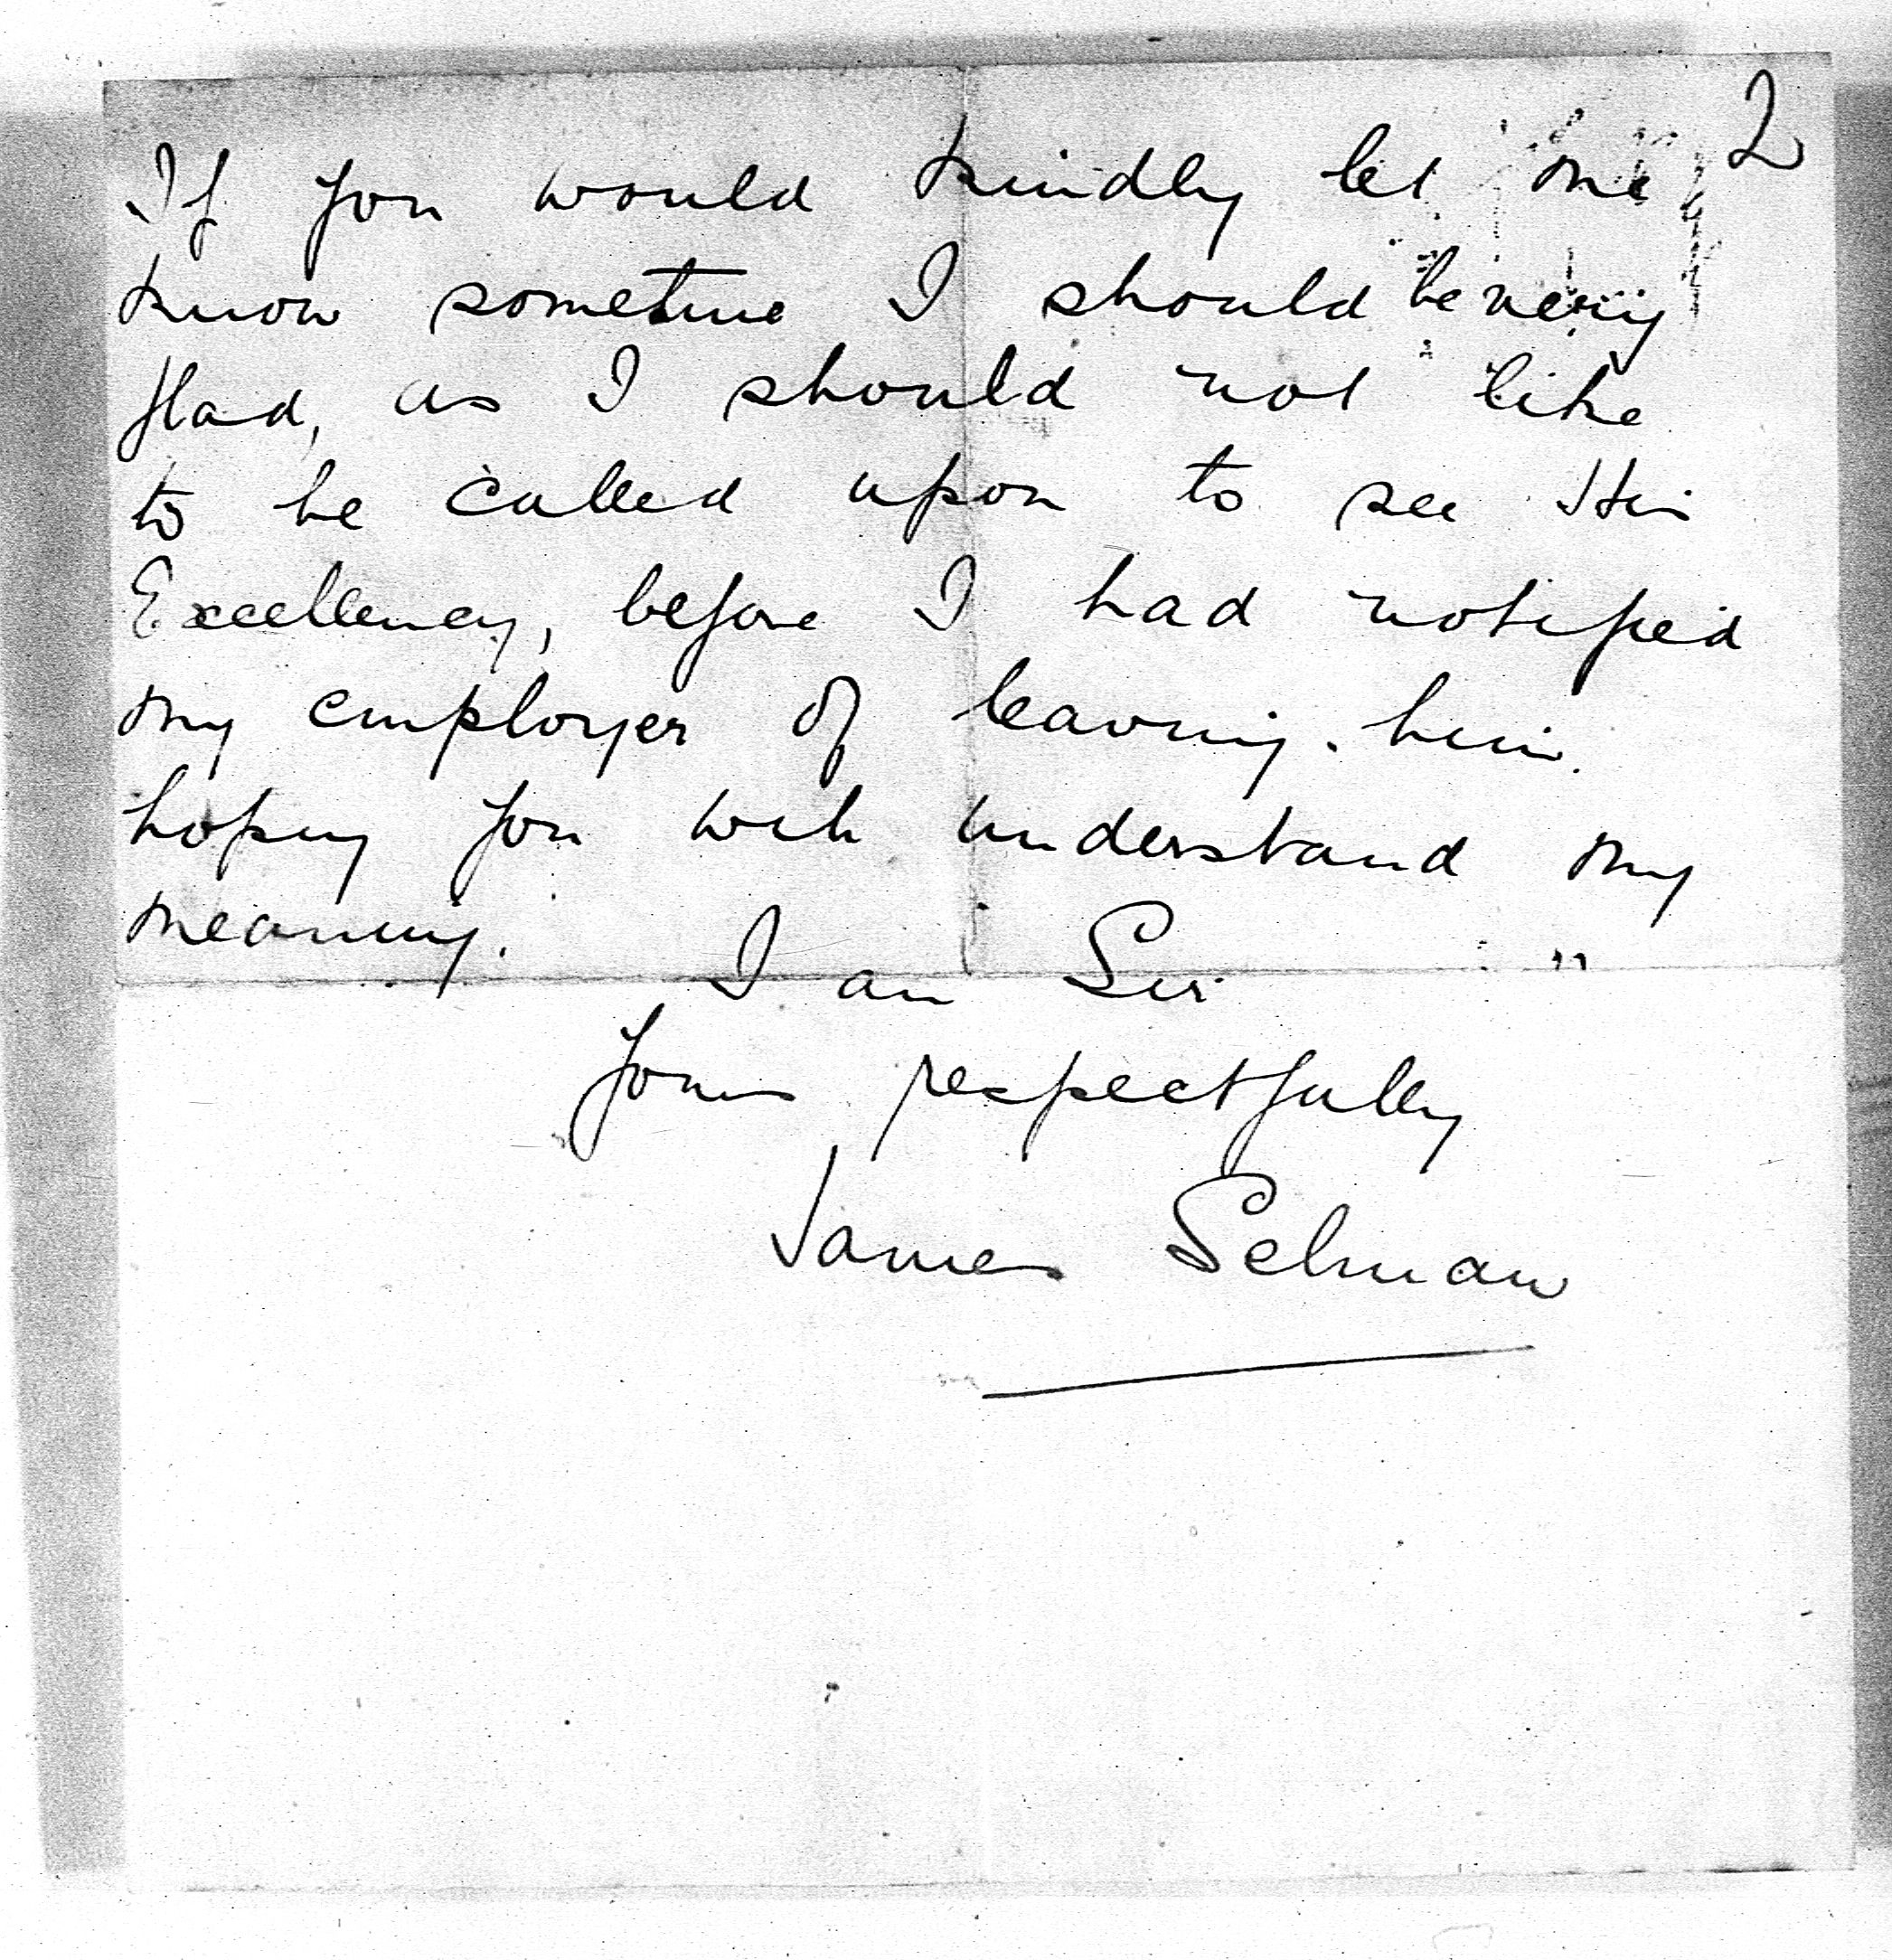 2
If you would kindly let me
know sometime I should be very
glad, as I should not like
to be called upon to see His
Excellency, before I had notified
my employer of leaving him.
hoping you will understand my
meaning.
I am Sir
Yours respectfully
James Selman